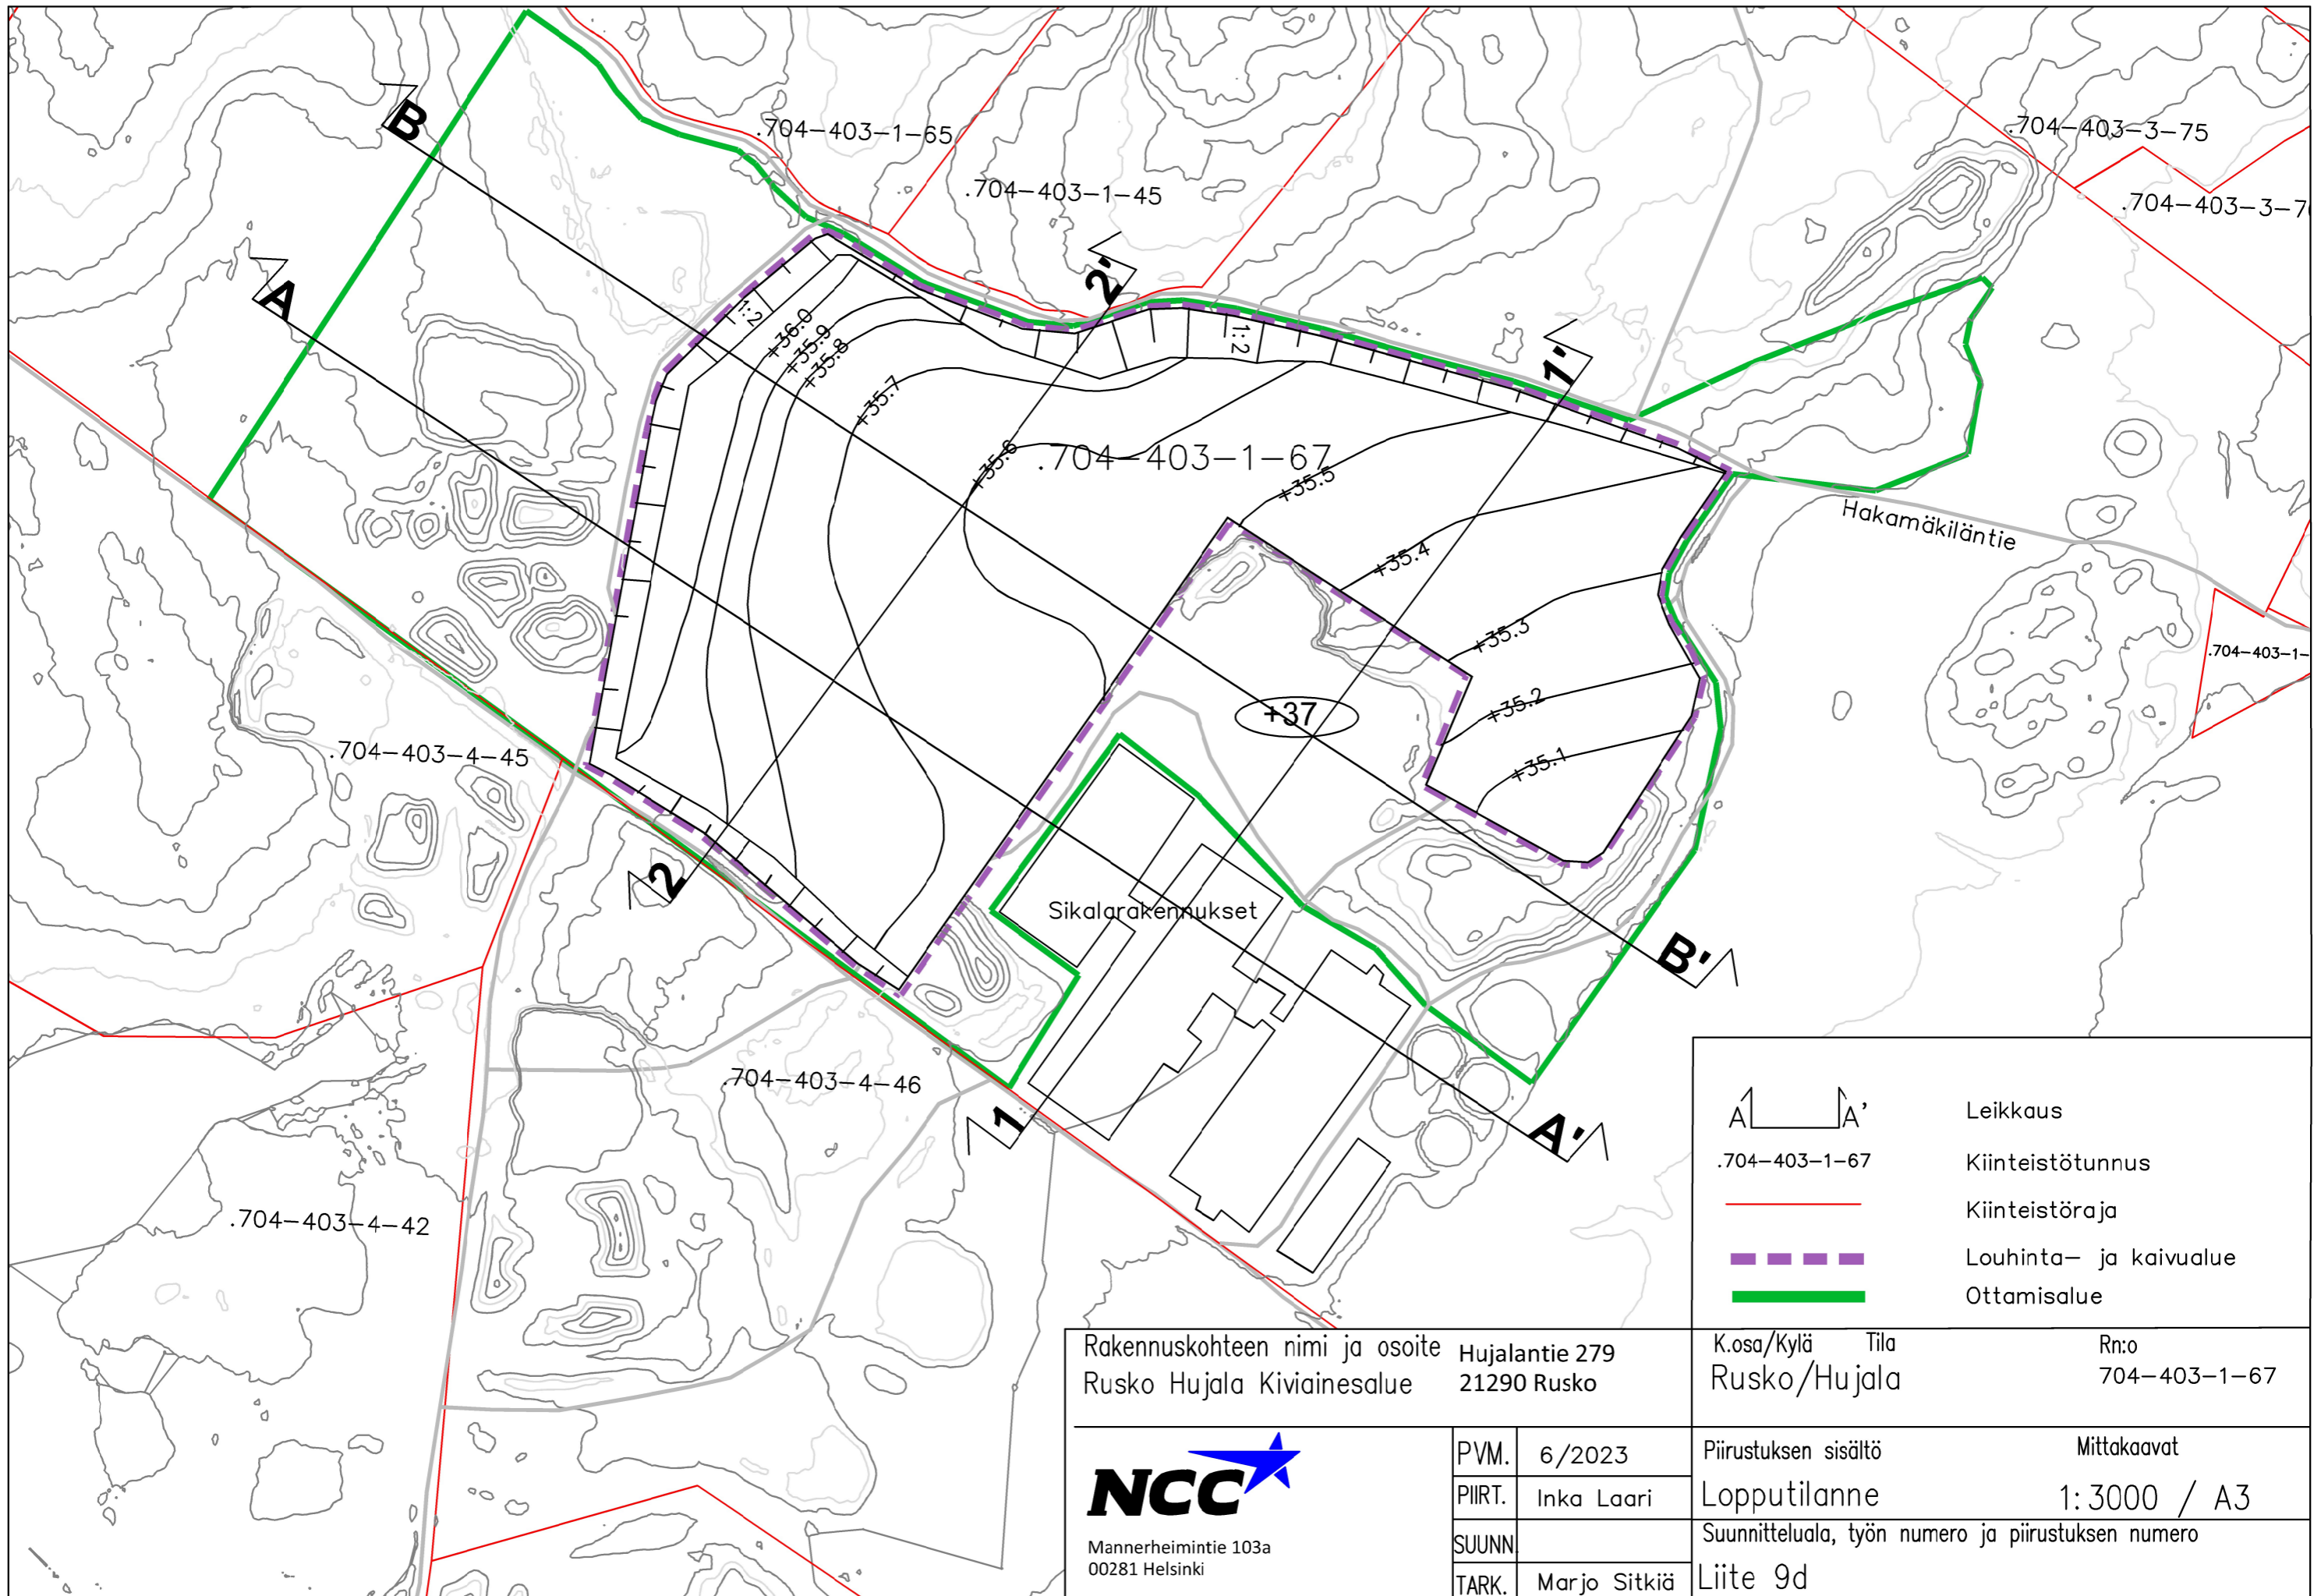 B
.704-403-1-65
.704-403-3-75
.704-403-1-45
.704-403-3-7
A
2'
1:2
+36.0
+35.9
+35.8
1:2
1'
+35.7
.704-403-1-67
+35.6
+35.5
Hakamäkiläntie
+35.4
+35.3
.704-403-1-
+35.2
+37
.704-403-4-45
+35.1
2
Sikalarakennukset
B'
.704-403-4-46
1
A'
.704-403-4-42
A A' Leikkaus
.704-403-1-67 Kiinteistötunnus
Kiinteistöraja
Louhinta- ja kaivualue
Ottamisalue
Rakennuskohteen nimi ja osoite
Rusko Hujala Kiviainesalue
Hujalantie 279
21290 Rusko
K.osa/Kylä Tila Rn:o
Rusko/Hujala 704-403-1-67
NCC
Mannerheimintie 103a
00281 Helsinki
PVM. 6/2023
PIIRT. Inka Laari
SUUNN.
TARK. Marjo Sitkiä
Piirustuksen sisältö Mittakaavat
Lopputilanne 1:3000 / A3
Suunnitteluala, työn numero ja piirustuksen numero
Liite 9d